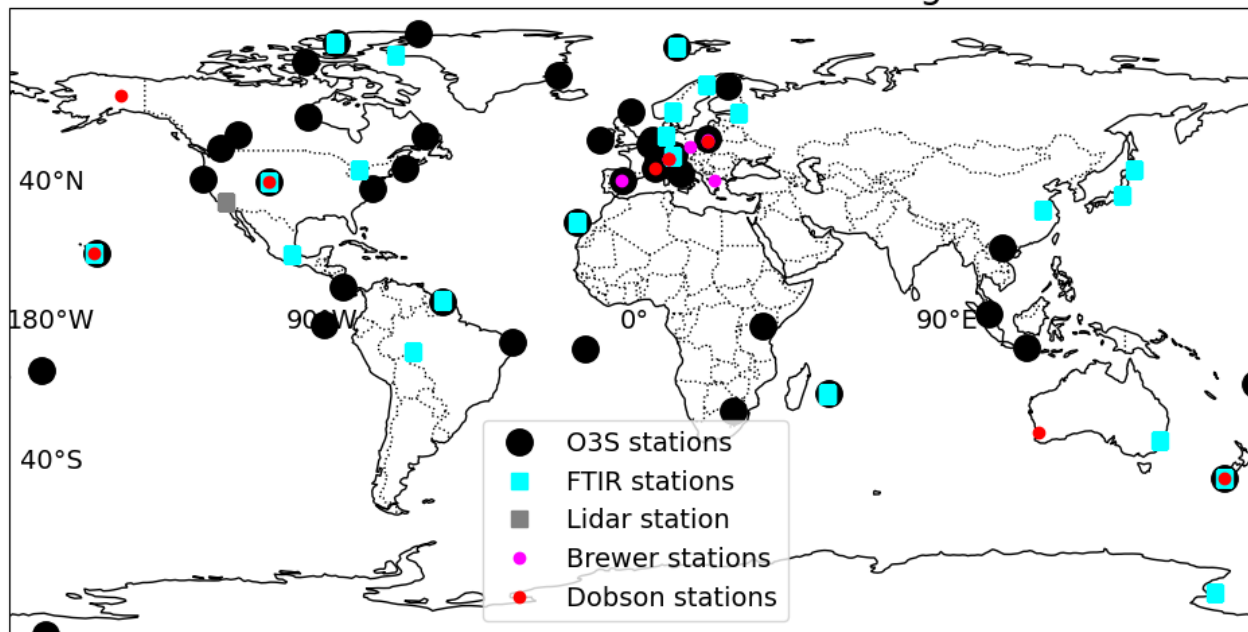 40°N
180°W
90°W
0°
90°E
40°S
O3S stations
FTIR stations
Lidar station
Brewer stations
Dobson stations